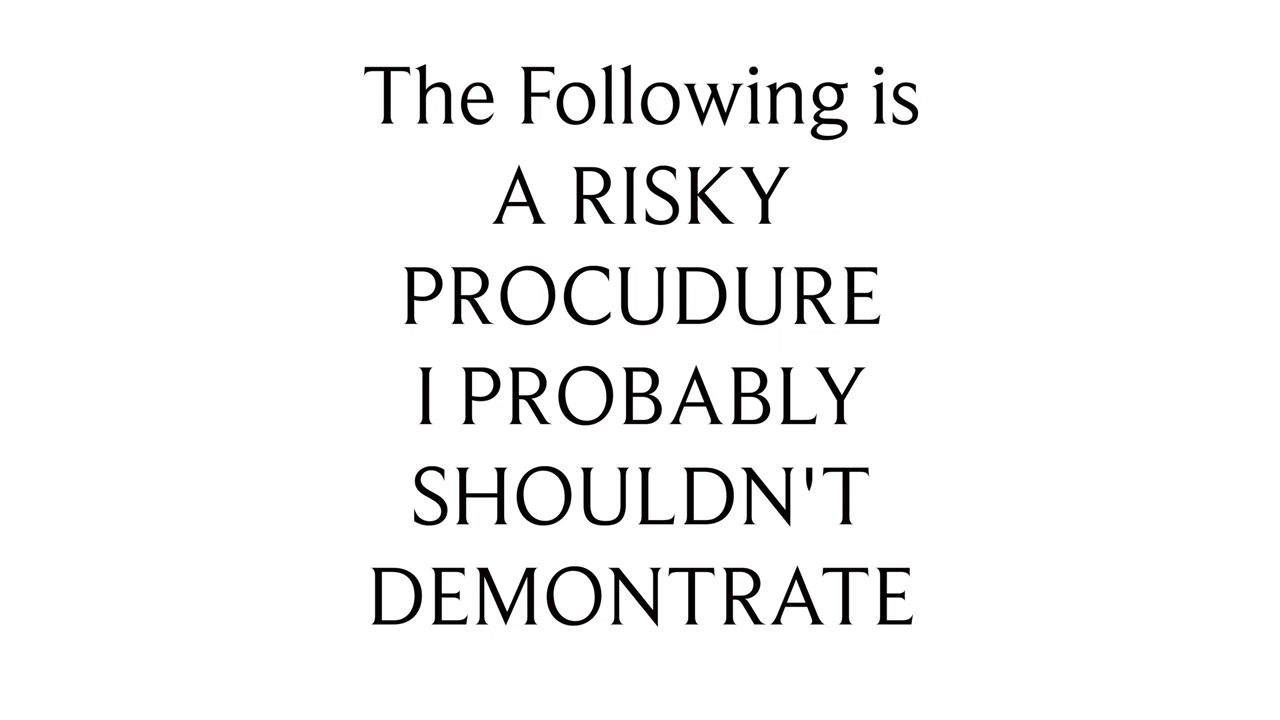 The Following is
A RISKY
PROCUDURE
I PROBABLY
SHOULDN'T
DEMONTRATE